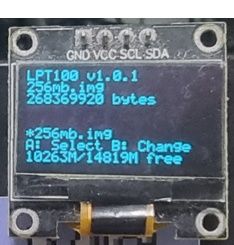 GND VCC SCL SDA
LPT100 v1.0.1
256mb.img
268369920 bytes
*256mb.img
A: Select B: Change
10263M/14819M free